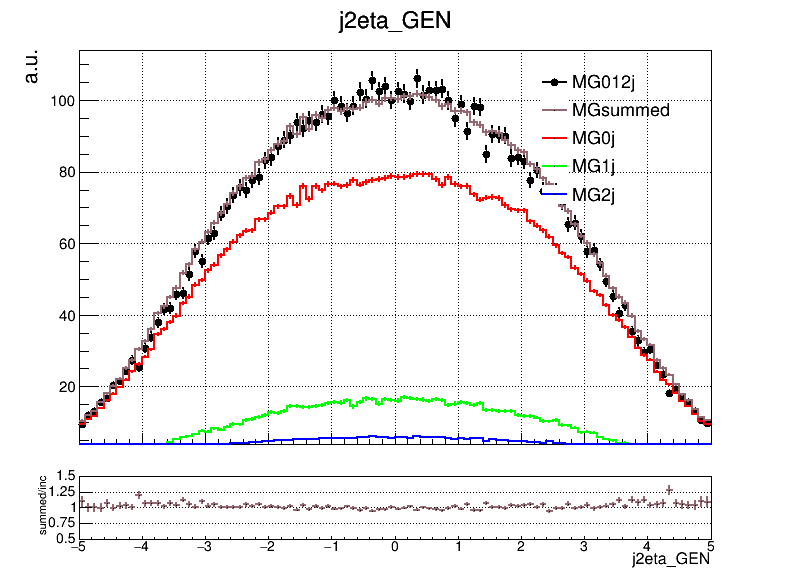 j2eta_GEN
a.u.
MG012j
MGsummed
MG0j
MG1j
MG2j
100
80
60
40
20
summed/inc
1.5
1.25
1
0.75
0.5
−5 −4 −3 −2 −1 0 1 2 3 4 5
j2eta_GEN